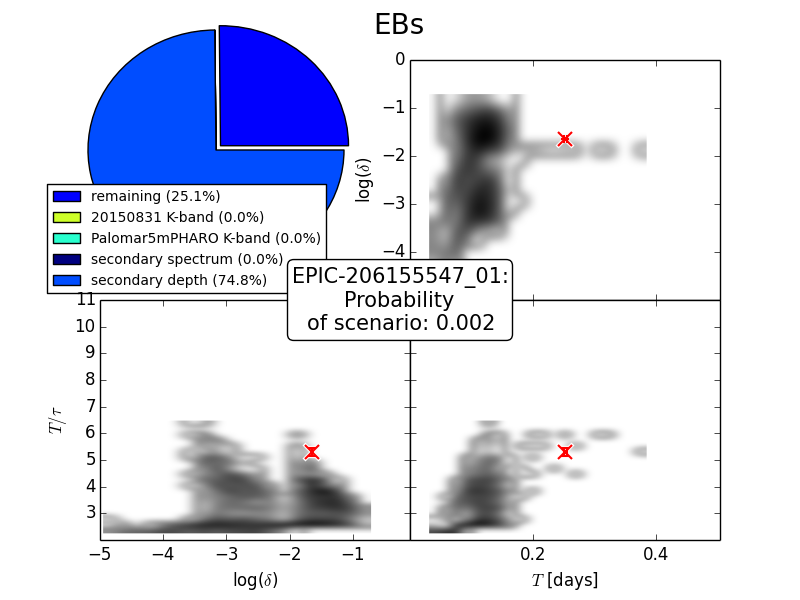 EBs
remaining (25.1%)
20150831 K-band (0.0%)
Palomar5mPHARO K-band (0.0%)
secondary spectrum (0.0%)
secondary depth (74.8%)
0
−1
−2
−3
−4
log(δ)
EPIC-206155547_01:
Probability
of scenario: 0.002
11
10
9
8
7
6
5
4
3
T/τ
−5
−4
−3
−2
−1
log(δ)
0.2
0.4
T [days]